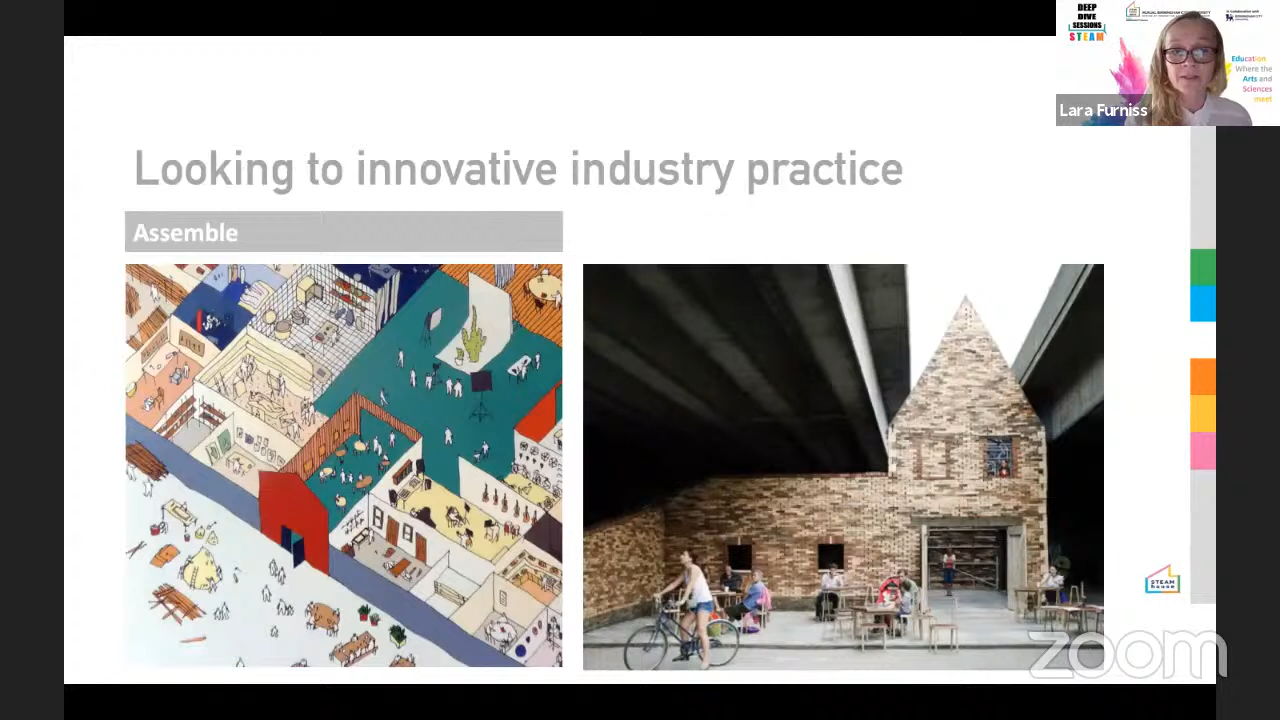 DEEP
DIVE
SESSIONS
STEAM
Education
Where the
Arts and
Sciences
meet
Lara Furniss
Looking to innovative industry practice
Assemble
STEAM
house
zoom